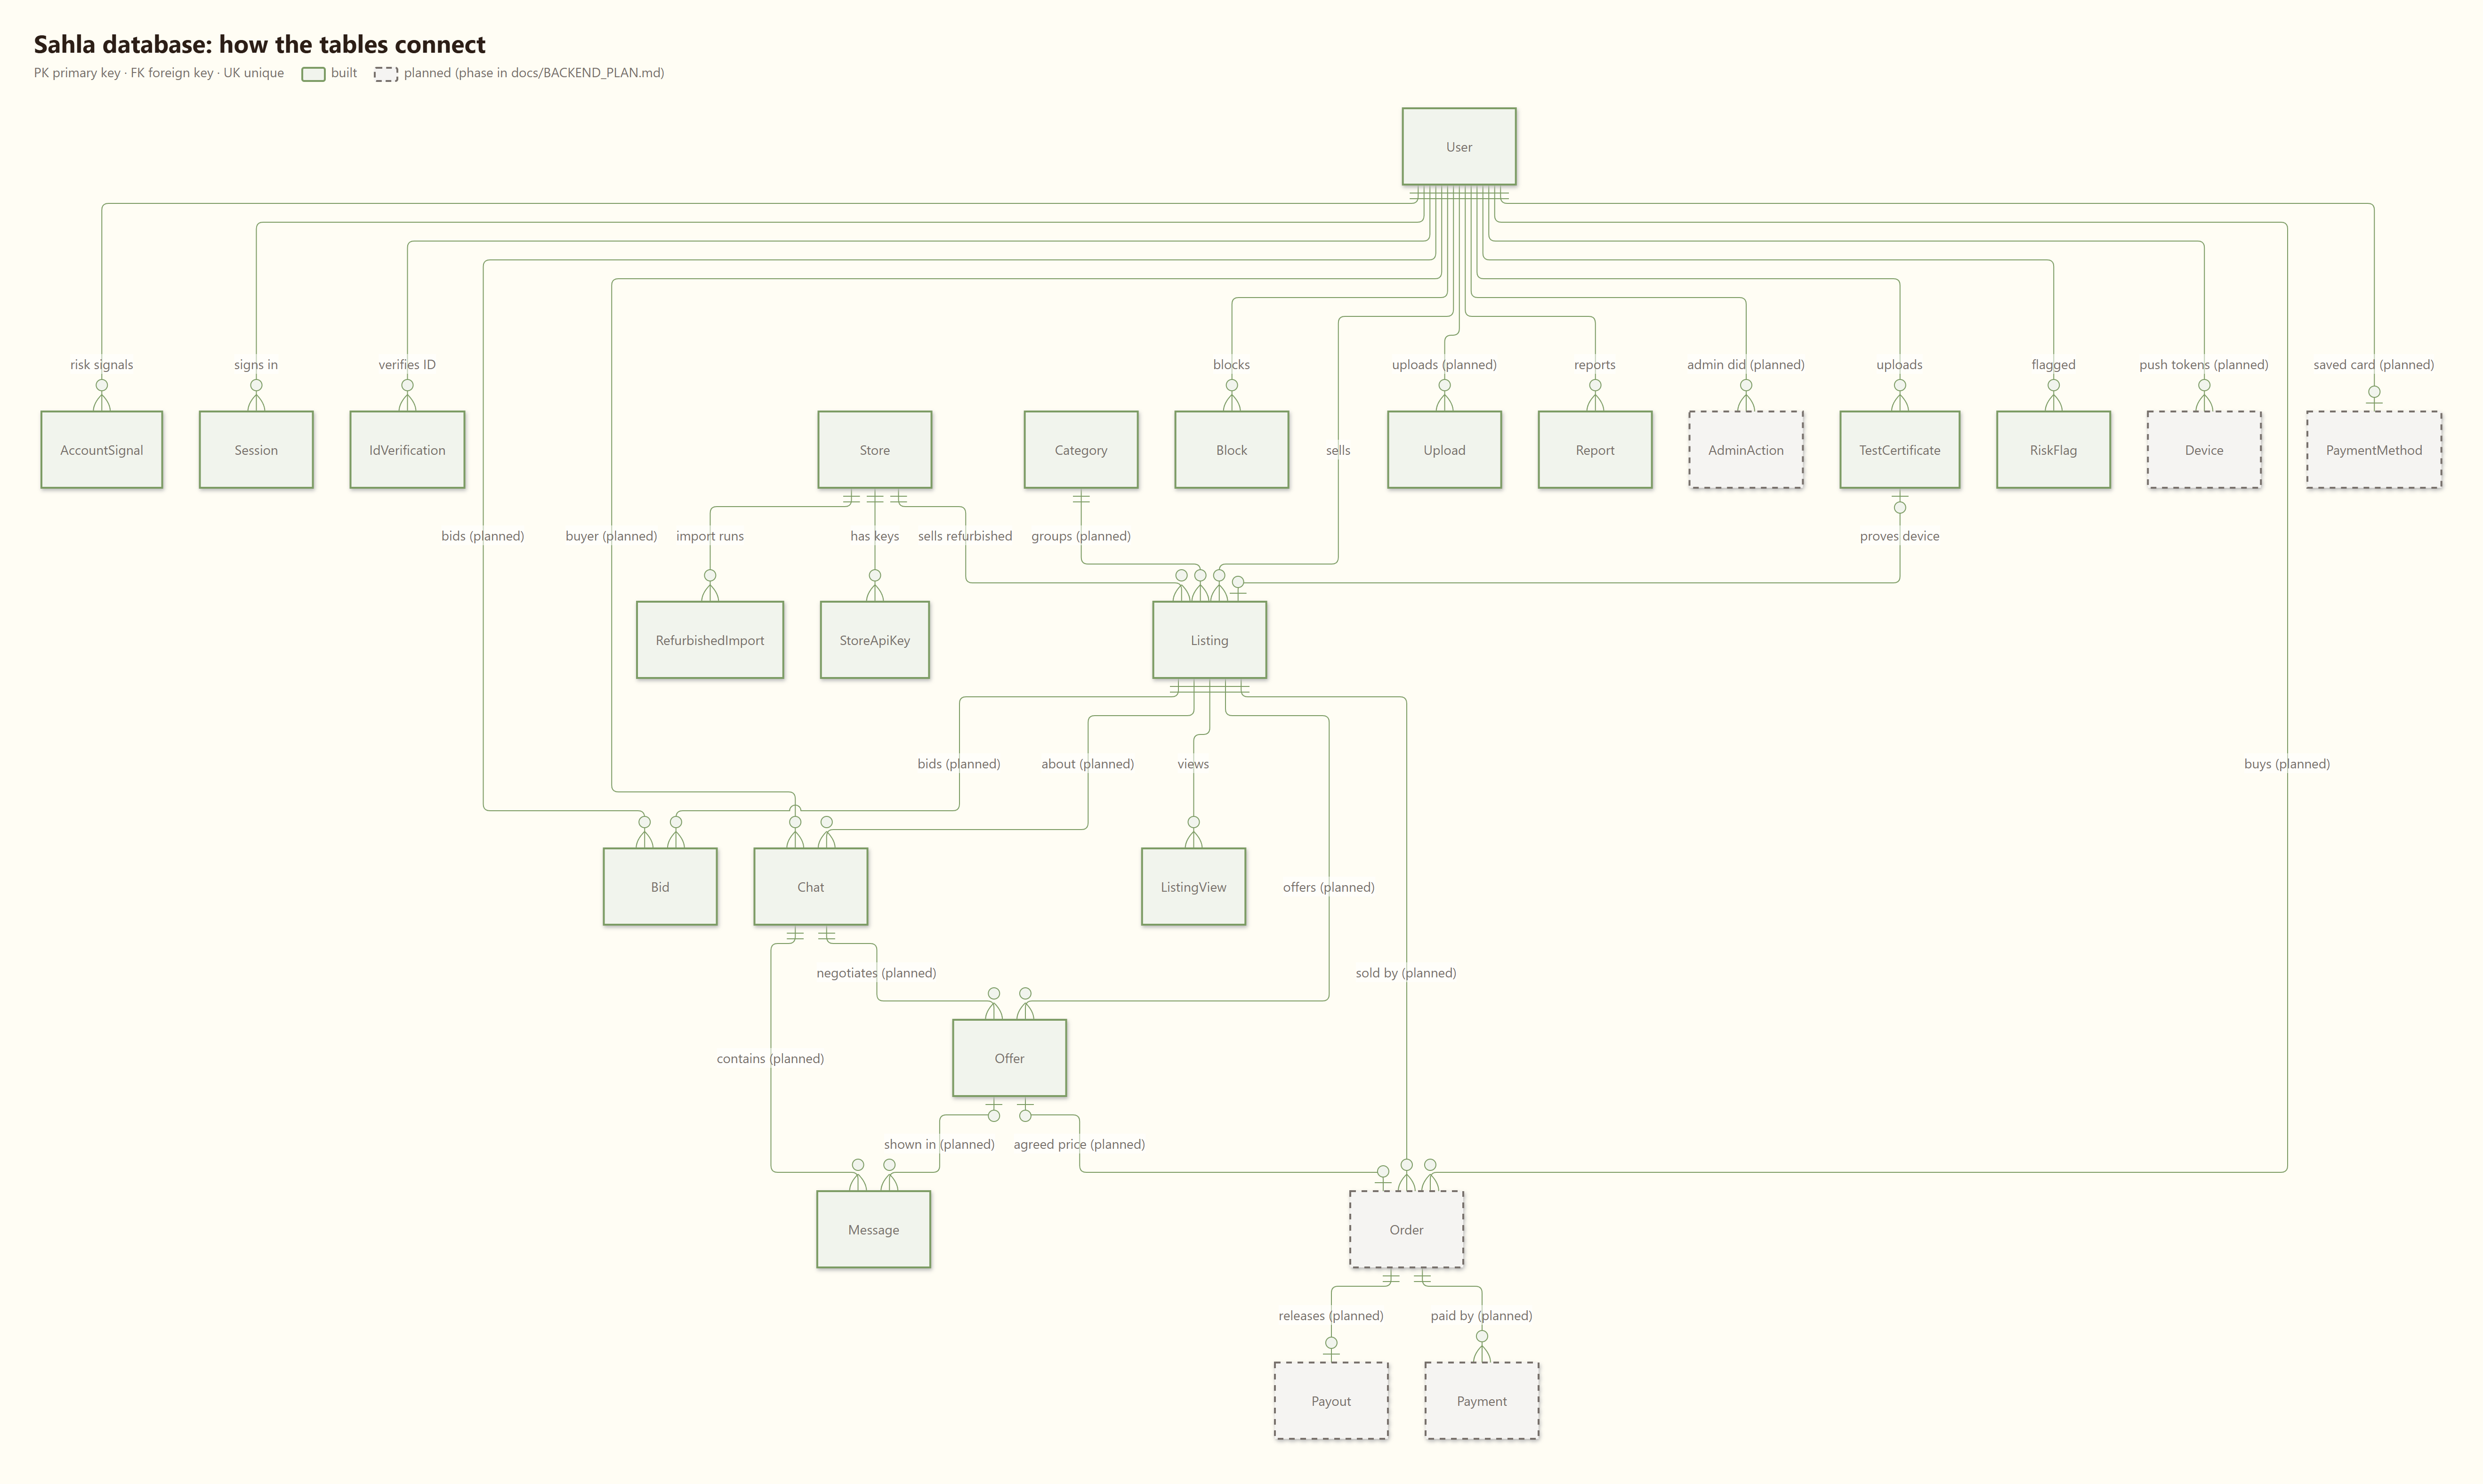 Sahla database: how the tables connect
PK primary key · FK foreign key · UK unique built planned (phase in docs/BACKEND_PLAN.md)
User
risk signals
signs in
verifies ID
blocks
uploads (planned)
reports
admin did (planned)
uploads
flagged
push tokens (planned)
saved card (planned)
AccountSignal
Session
IdVerification
Store
Category
Block
sells
Upload
Report
AdminAction
TestCertificate
RiskFlag
Device
PaymentMethod
bids (planned)
buyer (planned)
import runs
has keys
sells refurbished
groups (planned)
proves device
RefurbishedImport
StoreApiKey
Listing
bids (planned)
about (planned)
views
buys (planned)
Bid
Chat
ListingView
offers (planned)
negotiates (planned)
sold by (planned)
contains (planned)
Offer
shown in (planned)
agreed price (planned)
Message
Order
releases (planned)
paid by (planned)
Payout
Payment